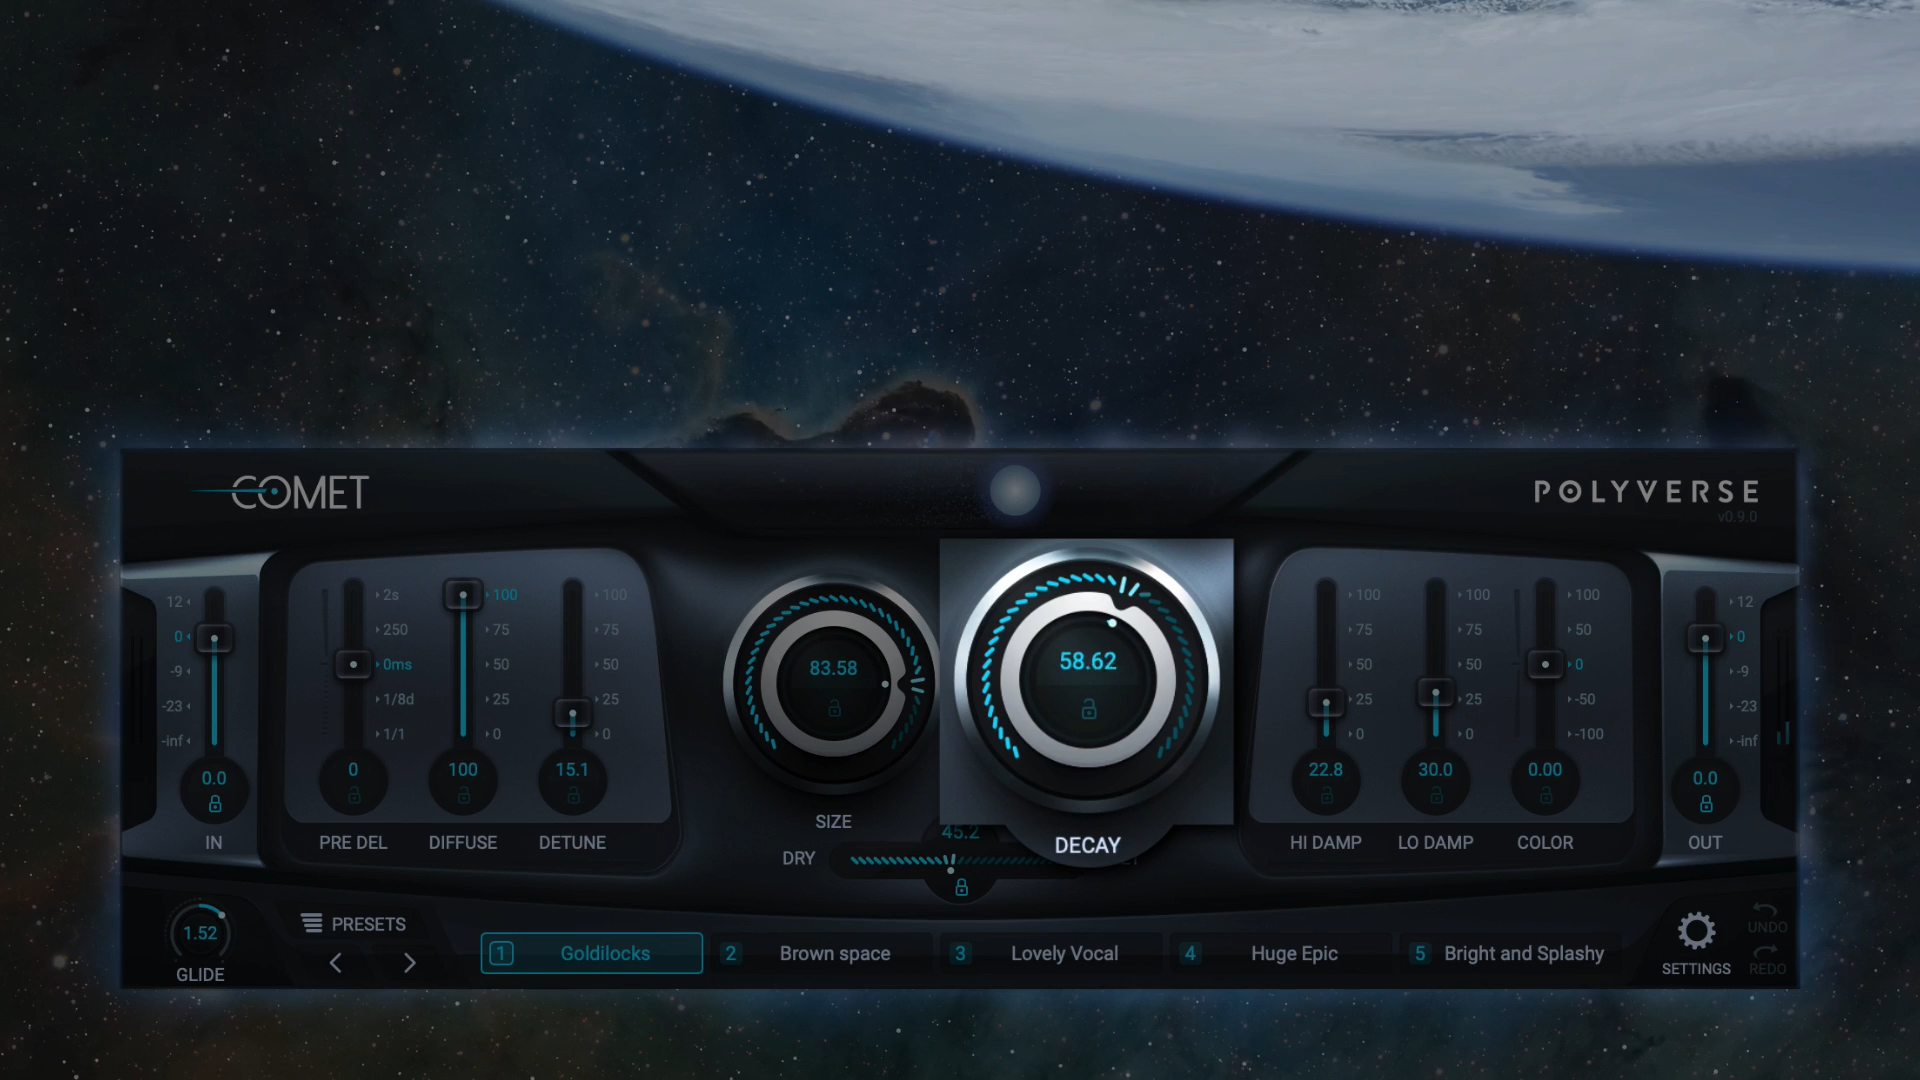 COMET
POLYVERSE
v0.9.0
12
0
-9
-23
-inf
0.0
IN
2s
250
0ms
1/8d
1/1
0
PRE DEL
100
75
50
25
0
100
DIFFUSE
100
75
50
25
0
15.1
DETUNE
83.58
SIZE
58.62
DECAY
DRY
45.2
100
75
50
25
0
22.8
HI DAMP
100
75
50
25
0
30.0
LO DAMP
100
50
0
-50
-100
0.00
COLOR
12
0
-9
-23
-inf
0.0
OUT
1.52
GLIDE
PRESETS
1 Goldilocks
2 Brown space
3 Lovely Vocal
4 Huge Epic
5 Bright and Splashy
SETTINGS
UNDO
REDO